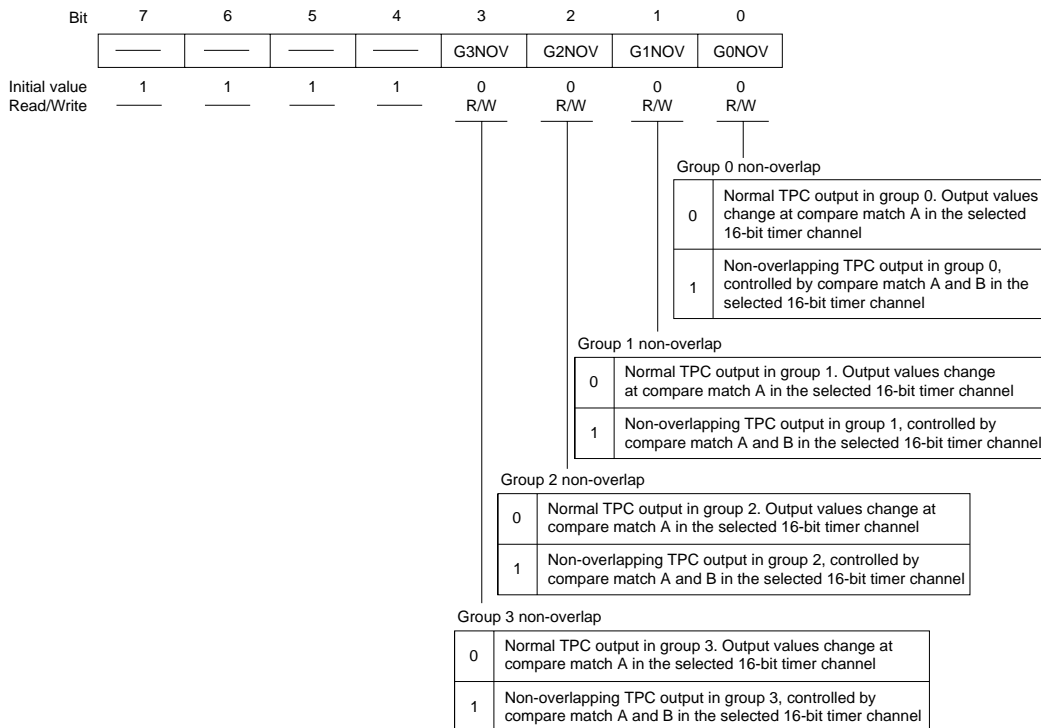 Bit 7 6 5 4 3 2 1 0
G3NOV G2NOV G1NOV G0NOV
Initial value 1 1 1 1 0 0 0 0
Read/Write R/W R/W R/W R/W
Group 0 non-overlap
0 Normal TPC output in group 0. Output values
change at compare match A in the selected
16-bit timer channel
1 Non-overlapping TPC output in group 0,
controlled by compare match A and B in the
selected 16-bit timer channel
Group 1 non-overlap
0 Normal TPC output in group 1. Output values change
at compare match A in the selected 16-bit timer channel
1 Non-overlapping TPC output in group 1, controlled by
compare match A and B in the selected 16-bit timer channel
Group 2 non-overlap
0 Normal TPC output in group 2. Output values change at
compare match A in the selected 16-bit timer channel
1 Non-overlapping TPC output in group 2, controlled by
compare match A and B in the selected 16-bit timer channel
Group 3 non-overlap
0 Normal TPC output in group 3. Output values change at
compare match A in the selected 16-bit timer channel
1 Non-overlapping TPC output in group 3, controlled by
compare match A and B in the selected 16-bit timer channel